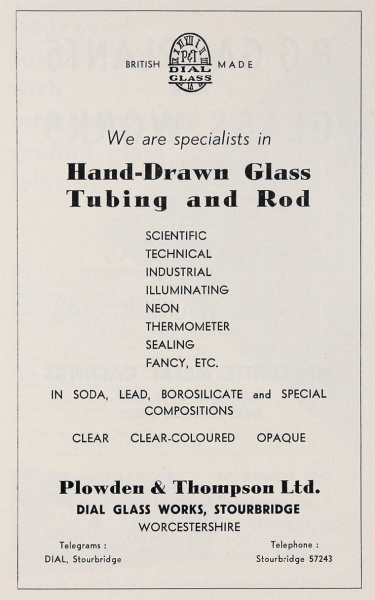 BRITISH P&T MADE
DIAL
GLASS
We are specialists in
Hand-Drawn Glass
Tubing and Rod
SCIENTIFIC
TECHNICAL
INDUSTRIAL
ILLUMINATING
NEON
THERMOMETER
SEALING
FANCY, ETC.
IN SODA, LEAD, BOROSILICATE and SPECIAL
COMPOSITIONS
CLEAR CLEAR-COLOURED OPAQUE
Plowden & Thompson Ltd.
DIAL GLASS WORKS, STOURBRIDGE
WORCESTERSHIRE
Telegrams : Telephone :
DIAL, Stourbridge Stourbridge 57243